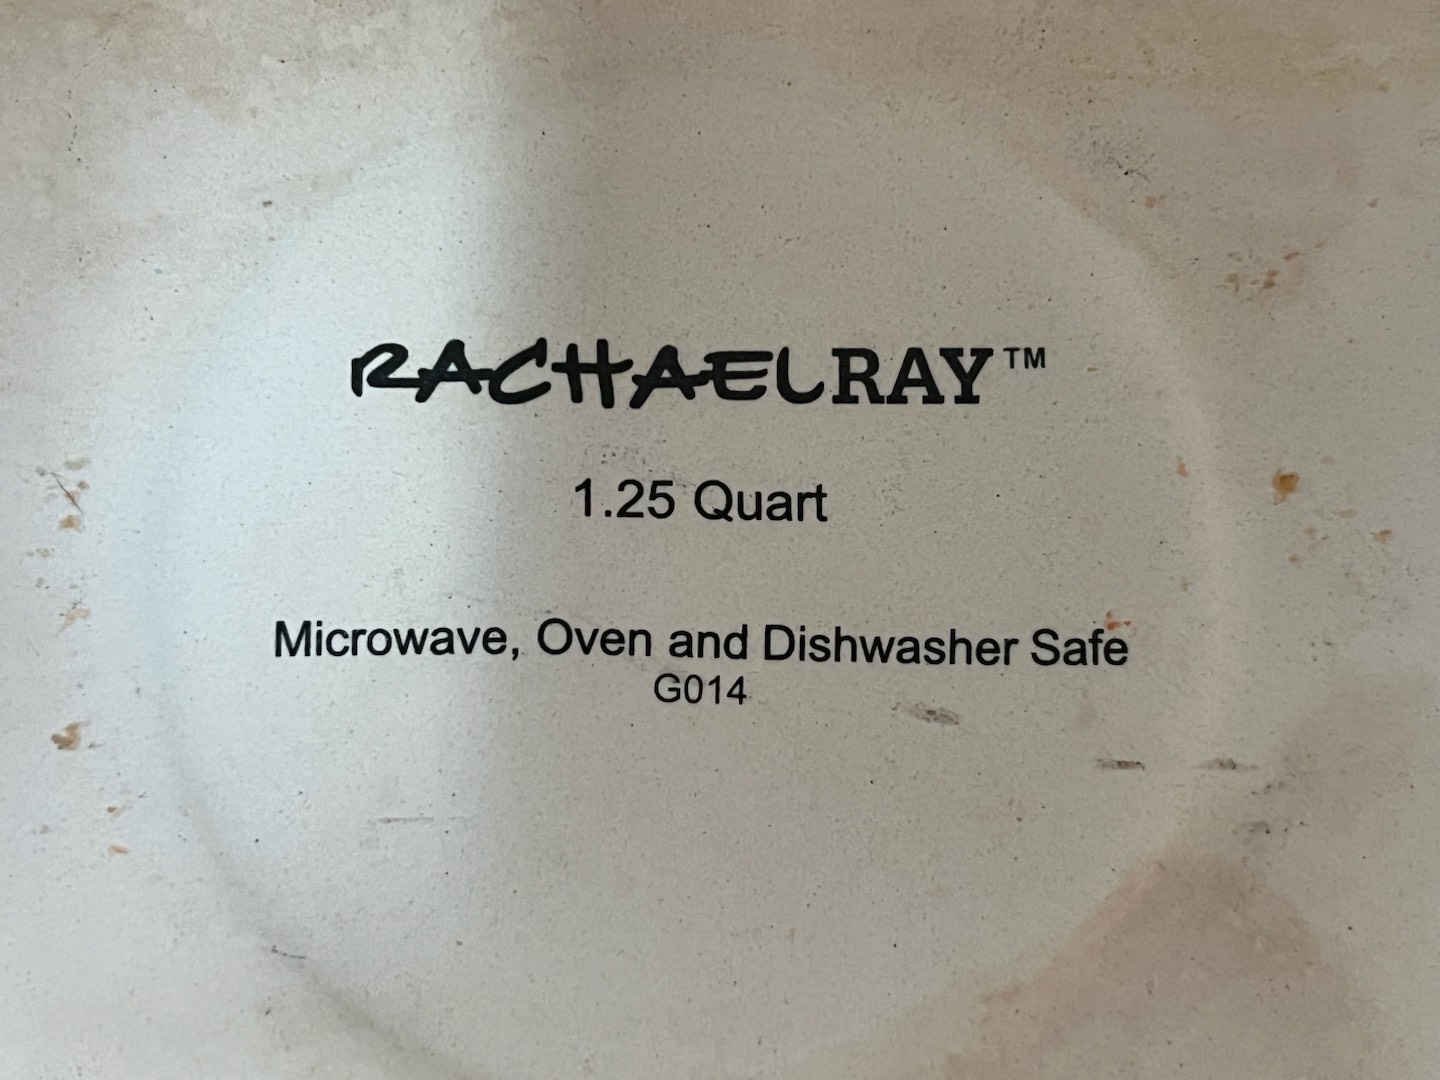 RACHAELRAY™
1.25 Quart
Microwave, Oven and Dishwasher Safe
G014